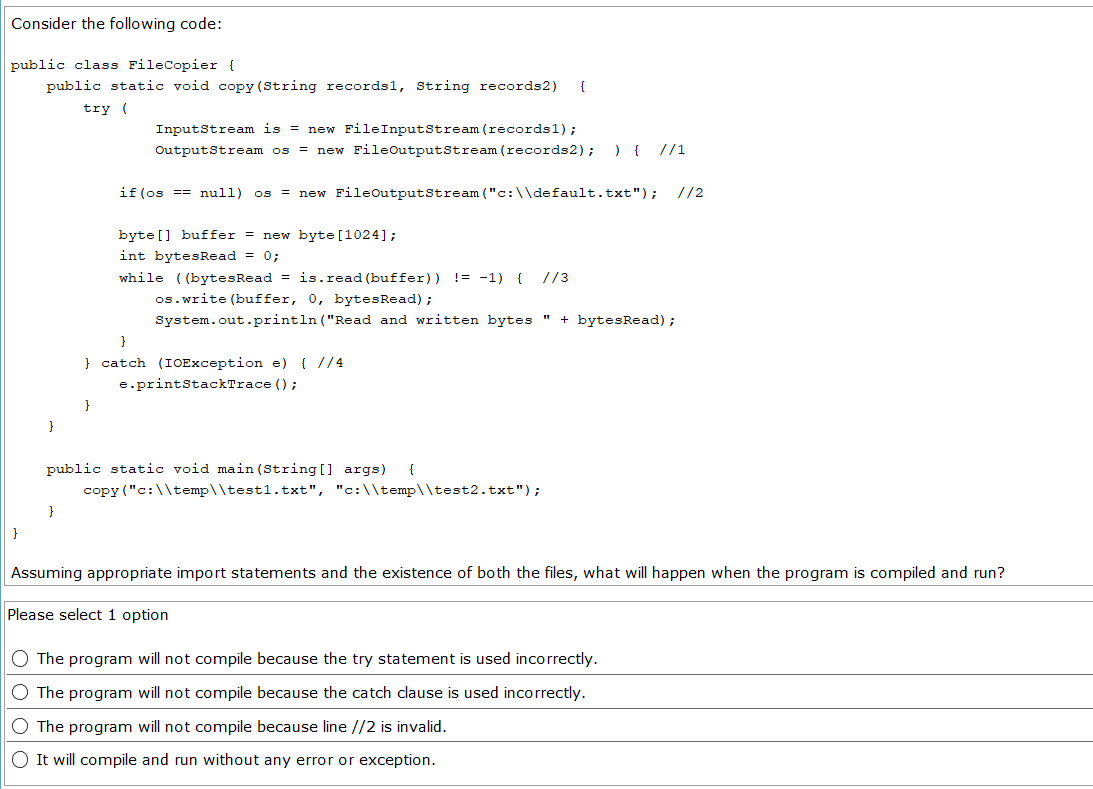 Consider the following code:
public class FileCopier {
    public static void copy(String records1, String records2)  {
        try (
                InputStream is = new FileInputStream(records1);
                OutputStream os = new FileOutputStream(records2);  ) {  //1
            if(os == null) os = new FileOutputStream("c:\\default.txt");  //2
            byte[] buffer = new byte[1024];
            int bytesRead = 0;
            while ((bytesRead = is.read(buffer)) != -1) {  //3
                os.write(buffer, 0, bytesRead);
                System.out.println("Read and written bytes " + bytesRead);
            }
        } catch (IOException e) { //4
            e.printStackTrace();
        }
    }
    public static void main(String[] args)  {
        copy("c:\\temp\\test1.txt", "c:\\temp\\test2.txt");
    }
}
Assuming appropriate import statements and the existence of both the files, what will happen when the program is compiled and run?
Please select 1 option
The program will not compile because the try statement is used incorrectly.
The program will not compile because the catch clause is used incorrectly.
The program will not compile because line //2 is invalid.
It will compile and run without any error or exception.